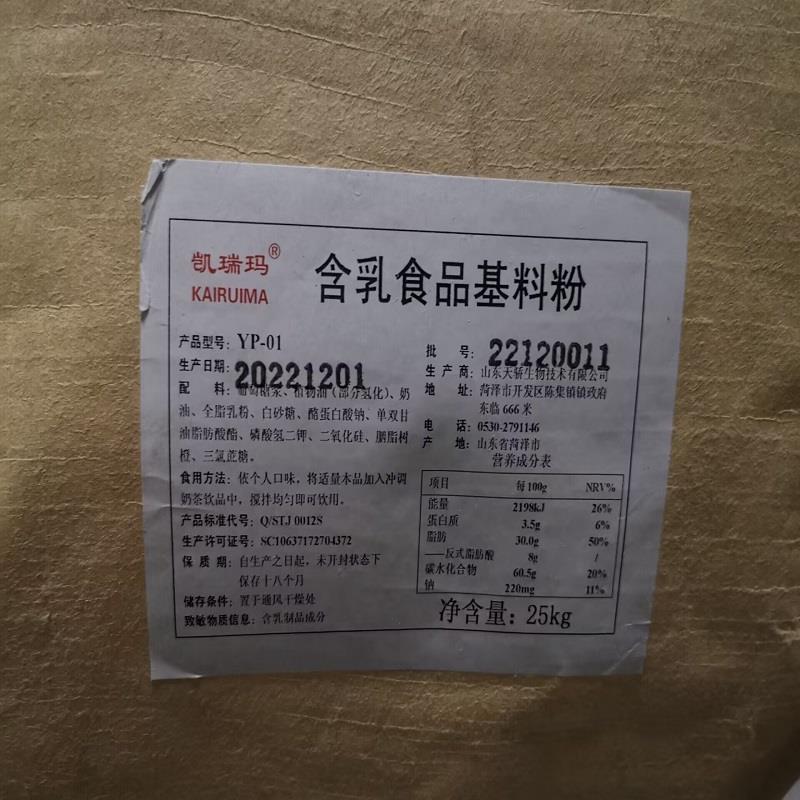 凯瑞玛®
KAIRUIMA
含乳食品基料粉
产品型号：YP-01
生产日期：20221201
配　料：葡萄糖浆、植物油（部分氢化）、奶
油、全脂乳粉、白砂糖、酪蛋白酸钠、单双甘
油脂肪酸酯、磷酸氢二钾、二氧化硅、胭脂树
橙、三氯蔗糖。
食用方法：依个人口味，将适量本品加入冲调
奶茶饮品中，搅拌均匀即可饮用。
产品标准代号：Q/STJ 0012S
生产许可证号：SC10637172704372
保 质 期：自生产之日起，未开封状态下
保存十八个月
储存条件：置于通风干燥处
致敏物质信息：含乳制品成分
批　号：22120011
生 产 商：山东天骄生物技术有限公司
地　址：菏泽市开发区陈集镇镇政府
东临 666 米
电　话：0530-2791146
产　地：山东省菏泽市
营养成分表
项目 每100g NRV%
能量 2198kJ 26%
蛋白质 3.5g 6%
脂肪 30.0g 50%
——反式脂肪酸 8g /
碳水化合物 60.5g 20%
钠 220mg 11%
净含量：25kg